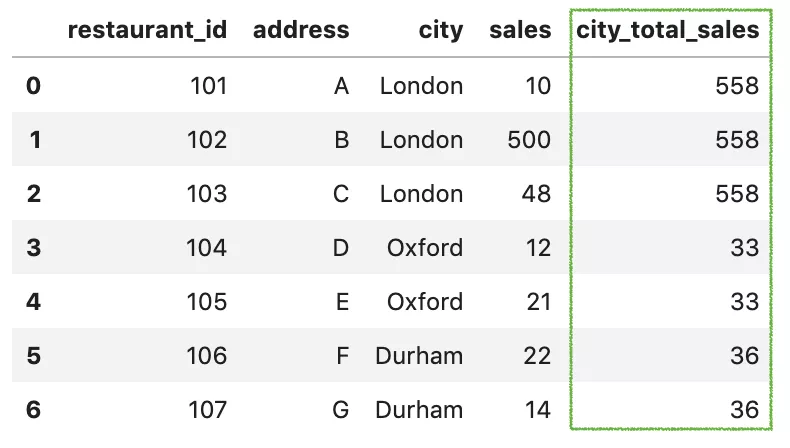 restaurant_id address city sales city_total_sales
0 101 A London 10 558
1 102 B London 500 558
2 103 C London 48 558
3 104 D Oxford 12 33
4 105 E Oxford 21 33
5 106 F Durham 22 36
6 107 G Durham 14 36